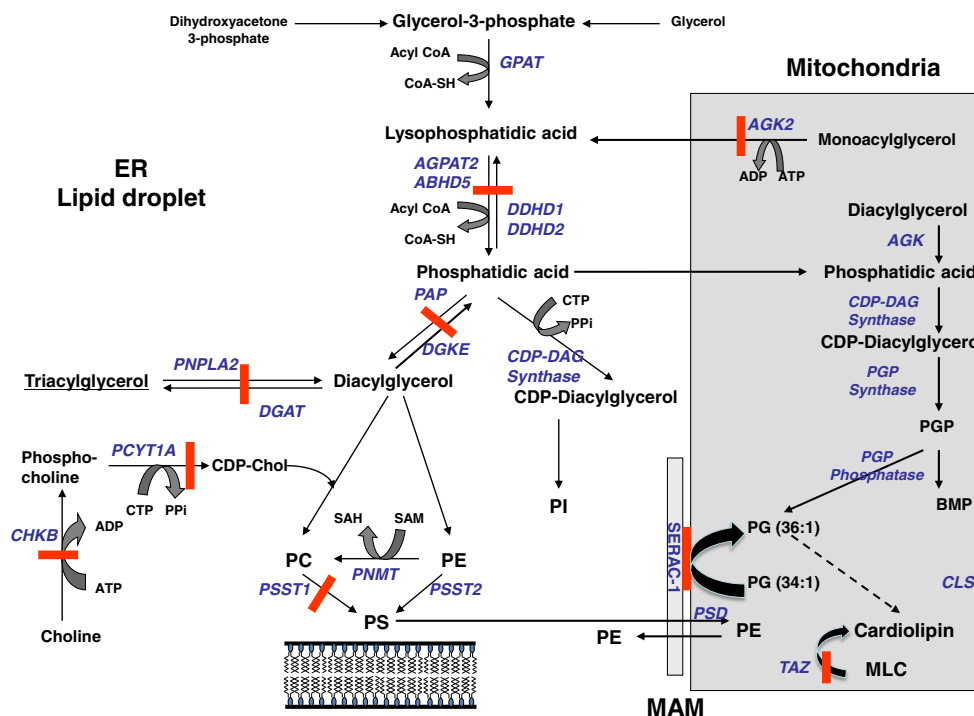 Dihydroxyacetone
3-phosphate
Glycerol-3-phosphate
Glycerol
Acyl CoA
CoA-SH
GPAT
Mitochondria
Lysophosphatidic acid
AGK2
Monoacylglycerol
ADP
ATP
ER
Lipid droplet
AGPAT2
ABHD5
Acyl CoA
CoA-SH
DDHD1
DDHD2
Diacylglycerol
AGK
Phosphatidic acid
Phosphatidic acid
PAP
DGKE
CTP
PPi
CDP-DAG
Synthase
CDP-DAG
Synthase
CDP-Diacylglycerol
CDP-Diacylglycerol
PNPLA2
Triacylglycerol
DGAT
Diacylglycerol
PGP
Synthase
PGP
PCYT1A
Phospho-
choline
CDP-Chol
CTP
PPi
PI
PGP
Phosphatase
BMP
CHKB
ADP
ATP
Choline
SAH
SAM
PC
PE
PNMT
PSST1
PSST2
PS
SERAC-1
PG (36:1)
PG (34:1)
CLS
PSD
PE
PE
Cardiolipin
TAZ
MLC
MAM